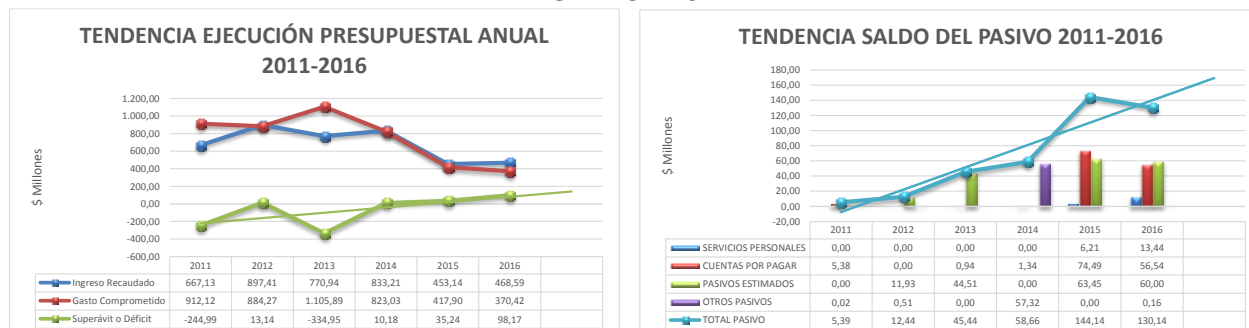 TENDENCIA EJECUCIÓN PRESUPUESTAL ANUAL
2011-2016
$ Millones
1.200,00
1.000,00
800,00
600,00
400,00
200,00
0,00
-200,00
-400,00
-600,00
2011 2012 2013 2014 2015 2016
Ingreso Recaudado 667,13 897,41 770,94 833,21 453,14 468,59
Gasto Comprometido 912,12 884,27 1.105,89 823,03 417,90 370,42
Superávit o Déficit -244,99 13,14 -334,95 10,18 35,24 98,17
TENDENCIA SALDO DEL PASIVO 2011-2016
$ Millones
180,00
160,00
140,00
120,00
100,00
80,00
60,00
40,00
20,00
0,00
-20,00
2011 2012 2013 2014 2015 2016
SERVICIOS PERSONALES 0,00 0,00 0,00 0,00 6,21 13,44
CUENTAS POR PAGAR 5,38 0,00 0,94 1,34 74,49 56,54
PASIVOS ESTIMADOS 0,00 11,93 44,51 0,00 63,45 60,00
OTROS PASIVOS 0,02 0,51 0,00 57,32 0,00 0,16
TOTAL PASIVO 5,39 12,44 45,44 58,66 144,14 130,14